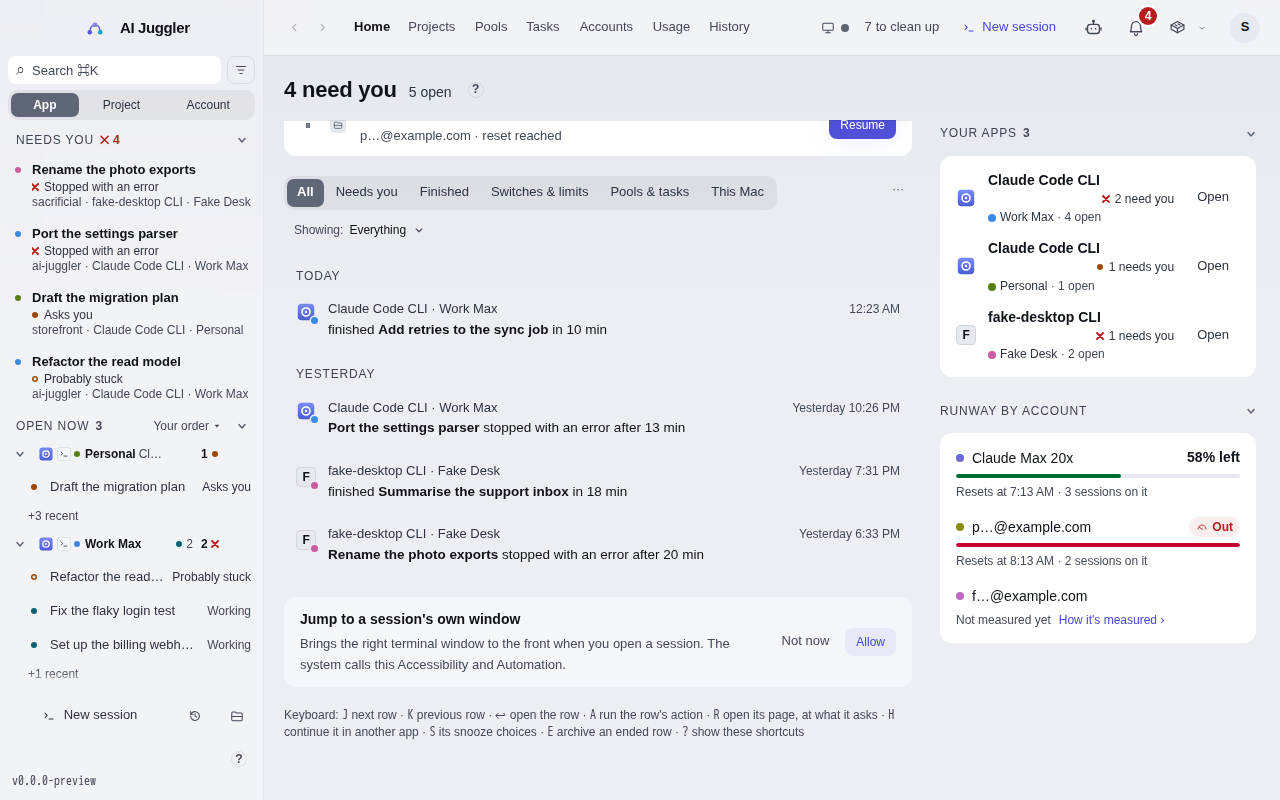 AI Juggler
Search ⌘K
App Project Account
NEEDS YOU 4
Rename the photo exports
Stopped with an error
sacrificial · fake-desktop CLI · Fake Desk
Port the settings parser
Stopped with an error
ai-juggler · Claude Code CLI · Work Max
Draft the migration plan
Asks you
storefront · Claude Code CLI · Personal
Refactor the read model
Probably stuck
ai-juggler · Claude Code CLI · Work Max
OPEN NOW 3 Your order
Personal Cl… 1
Draft the migration plan Asks you
+3 recent
Work Max 2 2
Refactor the read… Probably stuck
Fix the flaky login test Working
Set up the billing webh… Working
+1 recent
New session
?
v0.0.0-preview
Home Projects Pools Tasks Accounts Usage History
7 to clean up
New session
4
S
4 need you 5 open ?
p…@example.com · reset reached
Resume
All Needs you Finished Switches & limits Pools & tasks This Mac ···
Showing: Everything
TODAY
Claude Code CLI · Work Max 12:23 AM
finished Add retries to the sync job in 10 min
YESTERDAY
Claude Code CLI · Work Max Yesterday 10:26 PM
Port the settings parser stopped with an error after 13 min
F fake-desktop CLI · Fake Desk Yesterday 7:31 PM
finished Summarise the support inbox in 18 min
F fake-desktop CLI · Fake Desk Yesterday 6:33 PM
Rename the photo exports stopped with an error after 20 min
Jump to a session's own window
Brings the right terminal window to the front when you open a session. The
system calls this Accessibility and Automation.
Not now Allow
Keyboard: J next row · K previous row · ↩ open the row · A run the row's action · R open its page, at what it asks · H
continue it in another app · S its snooze choices · E archive an ended row · ? show these shortcuts
YOUR APPS 3
Claude Code CLI
2 need you Open
Work Max · 4 open
Claude Code CLI
1 needs you Open
Personal · 1 open
fake-desktop CLI
F 1 needs you Open
Fake Desk · 2 open
RUNWAY BY ACCOUNT
Claude Max 20x 58% left
Resets at 7:13 AM · 3 sessions on it
p…@example.com Out
Resets at 8:13 AM · 2 sessions on it
f…@example.com
Not measured yet How it's measured ›